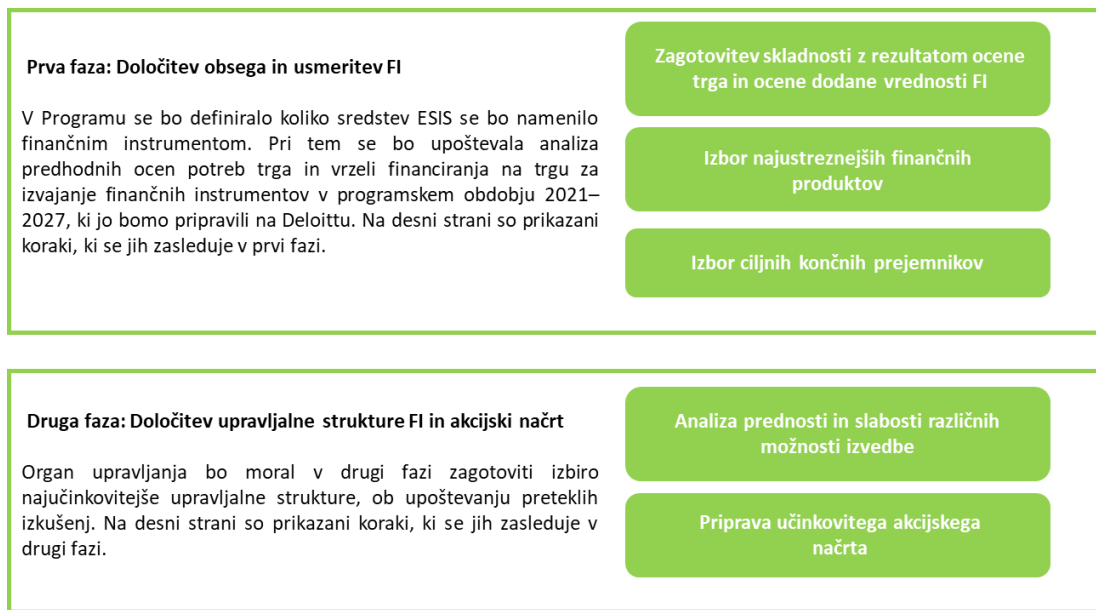 Prva faza: Določitev obsega in usmeritev FI
V Programu se bo definiralo koliko sredstev ESIS se bo namenilo
finančnim instrumentom. Pri tem se bo upoštevala analiza
predhodnih ocen potreb trga in vrzeli financiranja na trgu za
izvajanje finančnih instrumentov v programskem obdobju 2021–
2027, ki jo bomo pripravili na Deloittu. Na desni strani so prikazani
koraki, ki se jih zasleduje v prvi fazi.
Zagotovitev skladnosti z rezultatom ocene
trga in ocene dodane vrednosti FI
Izbor najustreznejših finančnih
produktov
Izbor ciljnih končnih prejemnikov
Druga faza: Določitev upravljalne strukture FI in akcijski načrt
Organ upravljanja bo moral v drugi fazi zagotoviti izbiro
najučinkovitejše upravljalne strukture, ob upoštevanju preteklih
izkušenj. Na desni strani so prikazani koraki, ki se jih zasleduje v
drugi fazi.
Analiza prednosti in slabosti različnih
možnosti izvedbe
Priprava učinkovitega akcijskega
načrta